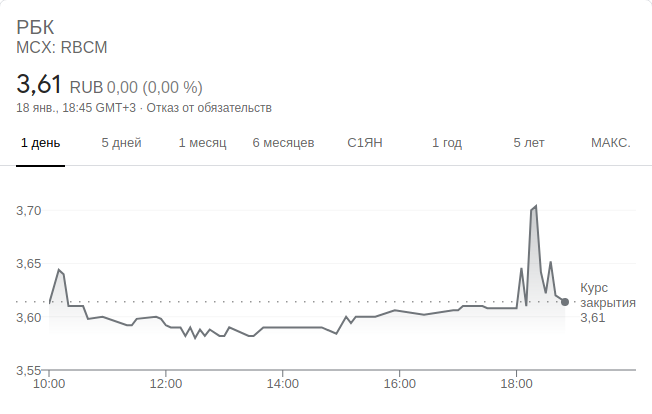 РБК
MCX: RBCM
3,61 RUB 0,00 (0,00 %)
18 янв., 18:45 GMT+3 · Отказ от обязательств
1 день 5 дней 1 месяц 6 месяцев С1ЯН 1 год 5 лет МАКС.
3,70
3,65
3,60
3,55
Курс
закрытия
3,61
10:00 12:00 14:00 16:00 18:00